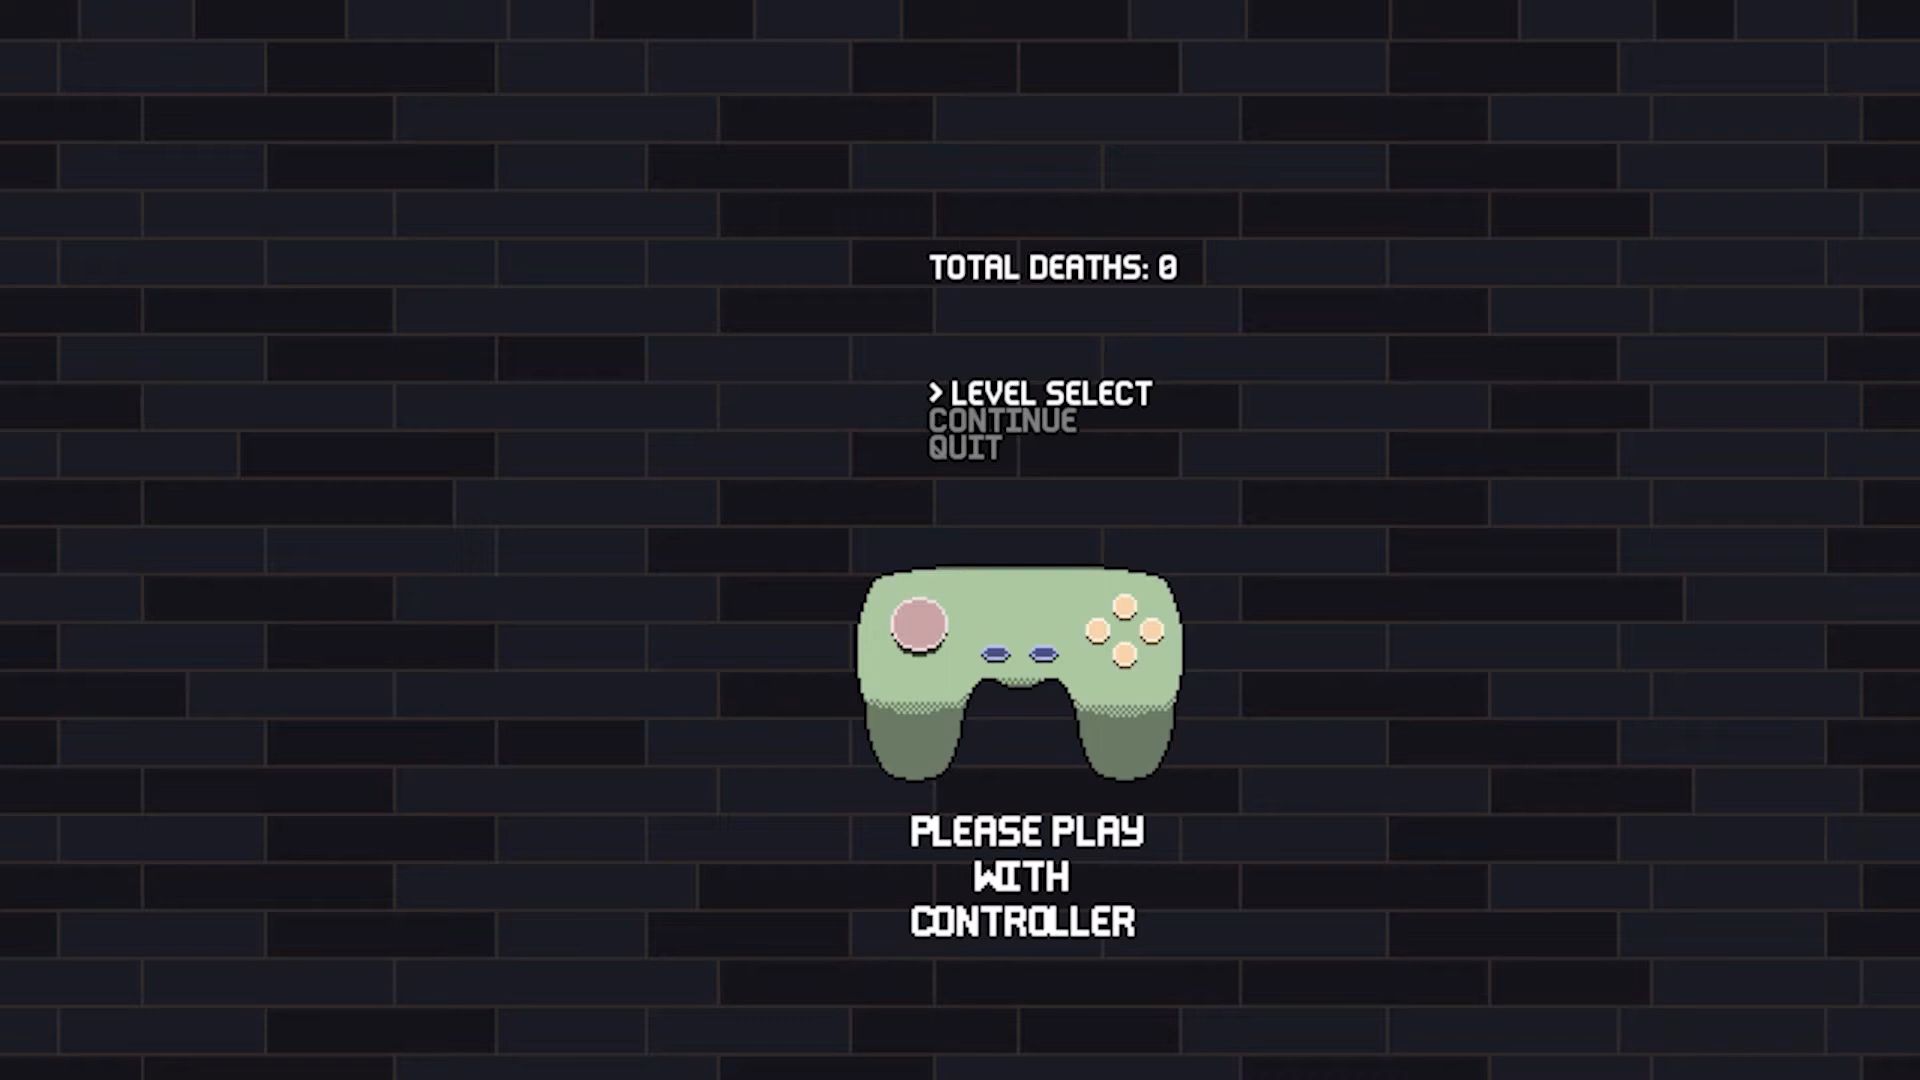 TOTAL DEATHS: 0
> LEVEL SELECT
CONTINUE
QUIT
PLEASE PLAY
WITH
CONTROLLER